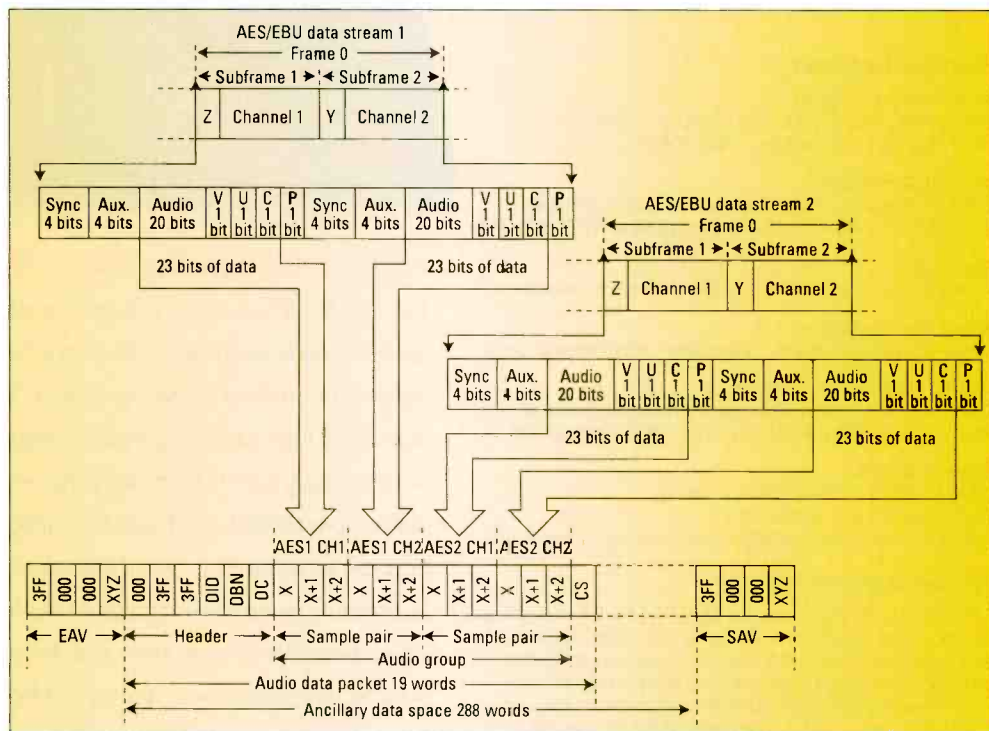 AES/EBU data stream 1
Frame 0
Subframe 1 Subframe 2
Z Channel 1 Y Channel 2
Sync 4 bits Aux. 4 bits Audio 20 bits V 1 bit U 1 bit C 1 bit P 1 bit Sync 4 bits Aux. 4 bits Audio 20 bits V 1 bit U 1 bit C 1 bit P 1 bit
23 bits of data 23 bits of data
AES/EBU data stream 2
Frame 0
Subframe 1 Subframe 2
Z Channel 1 Y Channel 2
Sync 4 bits Aux. 4 bits Audio 20 bits V 1 bit U 1 bit C 1 bit P 1 bit Sync 4 bits Aux. 4 bits Audio 20 bits V 1 bit U 1 bit C 1 bit P 1 bit
23 bits of data 23 bits of data
AES1 CH1 AES1 CH2 AES2 CH1 AES2 CH2
3FF 000 000 XYZ 000 3FF 3FF DID DBN DC X X+1 X+2 X X+1 X+2 X X+1 X+2 X X+1 X+2 CS 3FF 000 000 XYZ
EAV Header Sample pair Sample pair SAV
Audio group
Audio data packet 19 words
Ancillary data space 288 words